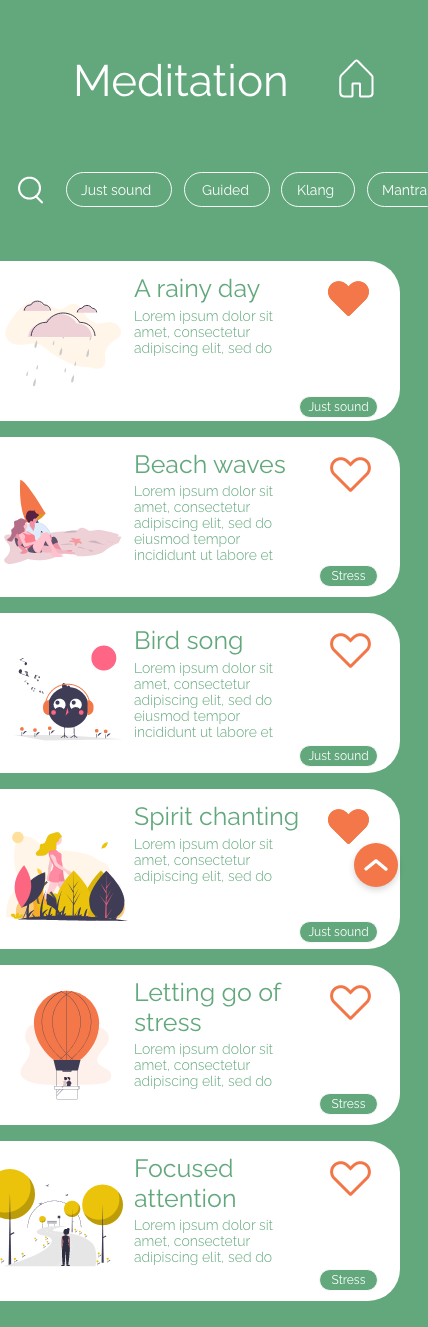 Meditation
Just sound
Guided
Klang
Mantra
A rainy day
Lorem ipsum dolor sit
amet, consectetur
adipiscing elit, sed do
Just sound
Beach waves
Lorem ipsum dolor sit
amet, consectetur
adipiscing elit, sed do
eiusmod tempor
incididunt ut labore et
Stress
Bird song
Lorem ipsum dolor sit
amet, consectetur
adipiscing elit, sed do
eiusmod tempor
incididunt ut labore et
Just sound
Spirit chanting
Lorem ipsum dolor sit
amet, consectetur
adipiscing elit, sed do
Just sound
Letting go of
stress
Lorem ipsum dolor sit
amet, consectetur
adipiscing elit, sed do
Stress
Focused
attention
Lorem ipsum dolor sit
amet, consectetur
adipiscing elit, sed do
Stress